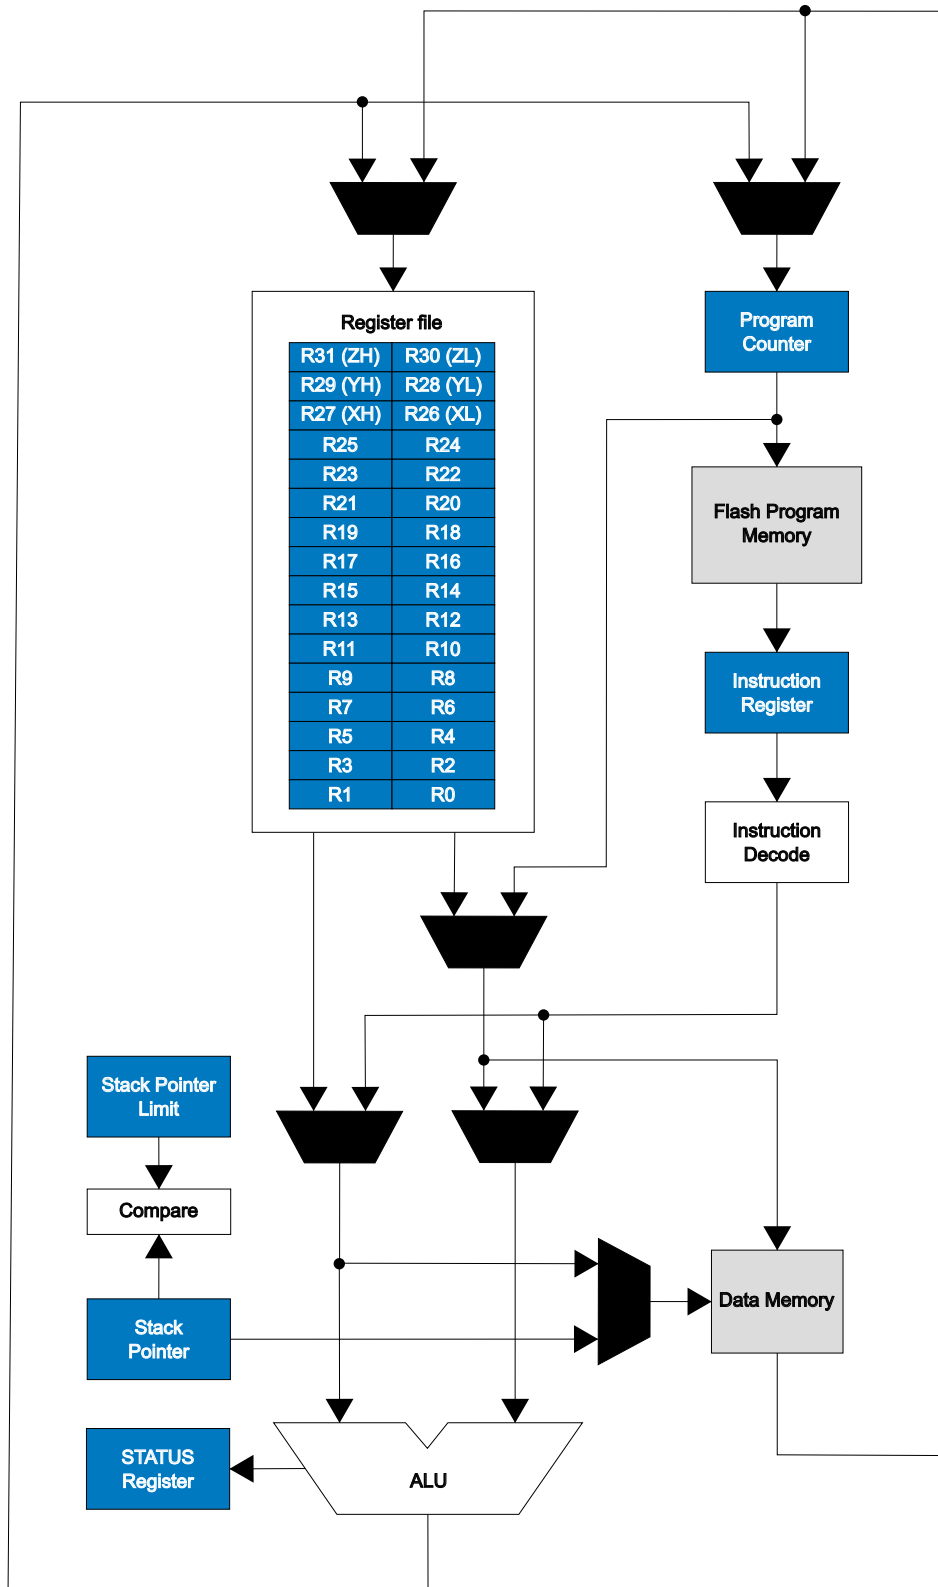 Register file
R31 (ZH) R30 (ZL)
R29 (YH) R28 (YL)
R27 (XH) R26 (XL)
R25 R24
R23 R22
R21 R20
R19 R18
R17 R16
R15 R14
R13 R12
R11 R10
R9 R8
R7 R6
R5 R4
R3 R2
R1 R0
Program
Counter
Flash Program
Memory
Instruction
Register
Instruction
Decode
Stack Pointer
Limit
Compare
Stack
Pointer
Data Memory
STATUS
Register
ALU